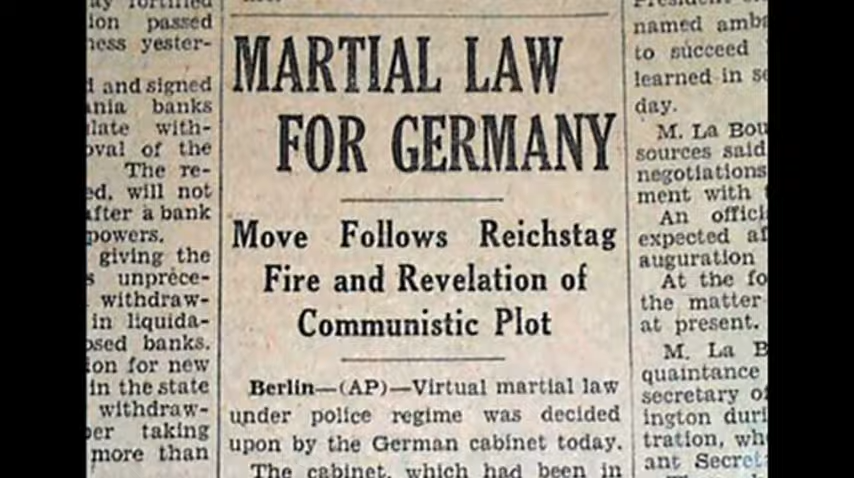 ion passed
ness yester-
d and signed
ania banks
late with-
oval of the
The re-
ed, will not
after a bank
powers.
giving the
s unprece-
withdraw-
in liquida-
osed banks.
ion for new
in the state
withdraw-
er taking
more than
MARTIAL LAW
FOR GERMANY
Move Follows Reichstag
Fire and Revelation of
Communistic Plot
Berlin—(AP)—Virtual martial law
under police regime was decided
upon by the German cabinet today.
The cabinet, which had been in
named amba
to succeed
learned in se
day.
M. La Bou
sources said
negotiations
ment with
An offici
expected af
auguration
At the fo
the matter
at present.
M. La B
quaintance
secretary of
ington duri
tration, wh
ant Secret